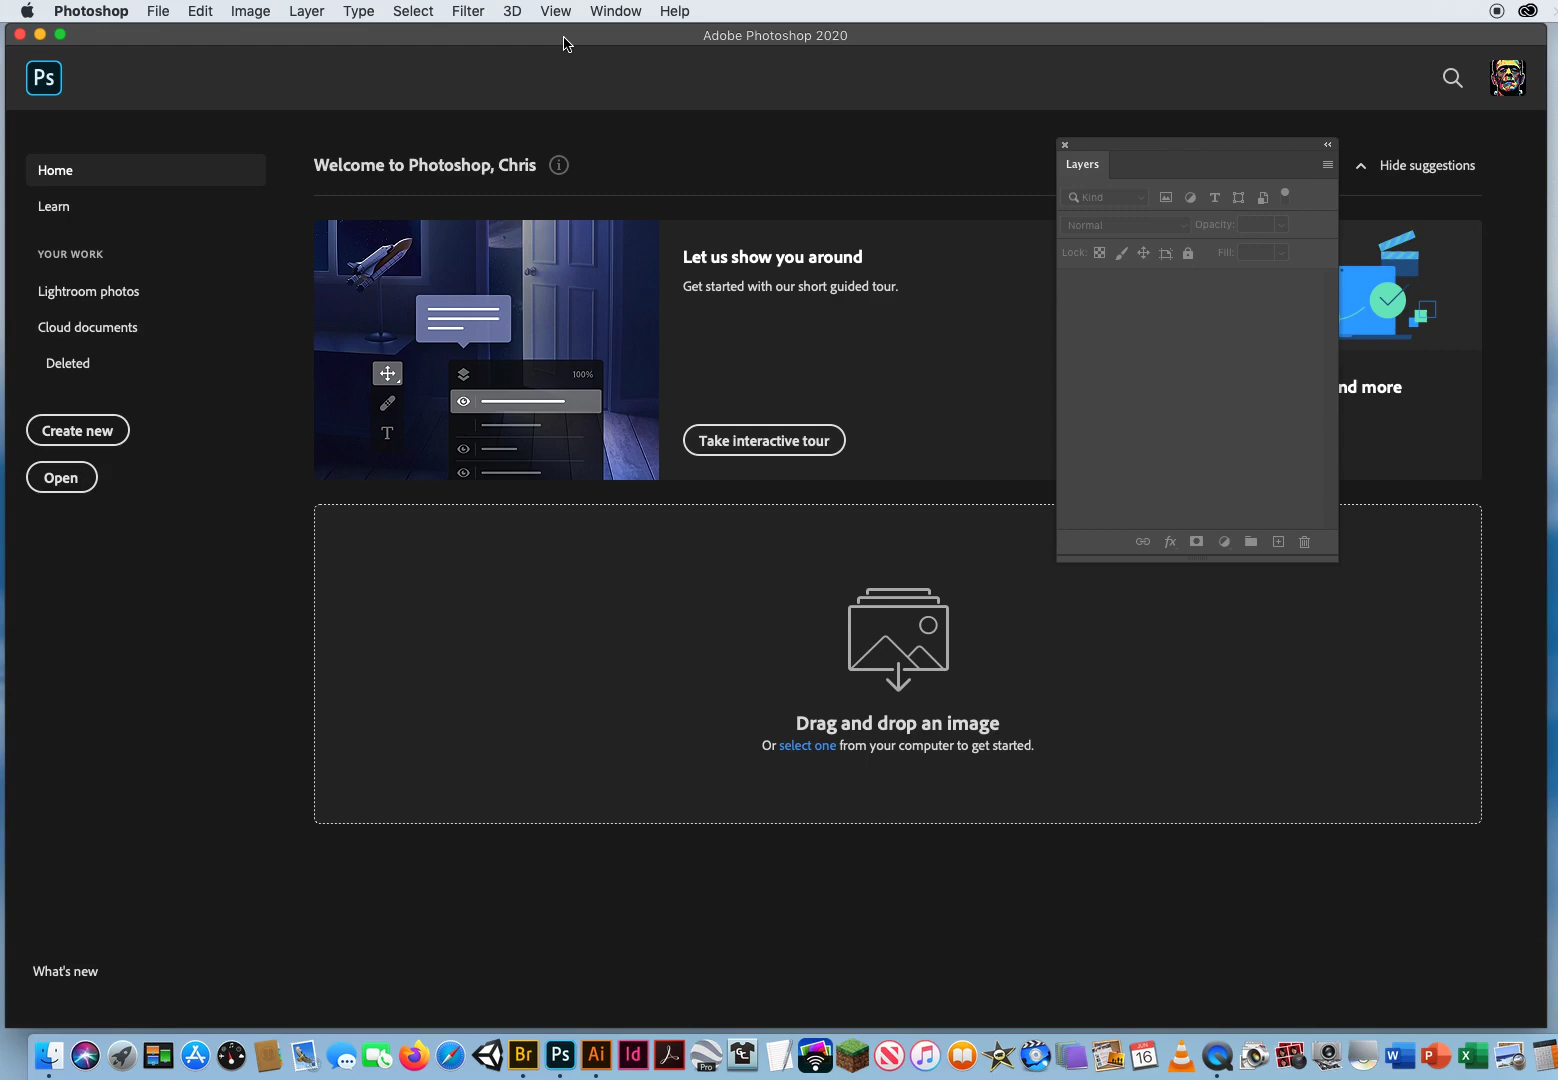 Photoshop File Edit Image Layer Type Select Filter 3D View Window Help
Adobe Photoshop 2020
Ps
Home
Learn
YOUR WORK
Lightroom photos
Cloud documents
Deleted
Create new
Open
What's new
Welcome to Photoshop, Chris
Hide suggestions
100%
T
Let us show you around
Get started with our short guided tour.
Take interactive tour
nd more
Layers
Kind
T
Normal
Opacity:
Lock:
Fill:
fx
Drag and drop an image
Or select one from your computer to get started.
Br Ps Ai Id Pro JUN 16 W P X